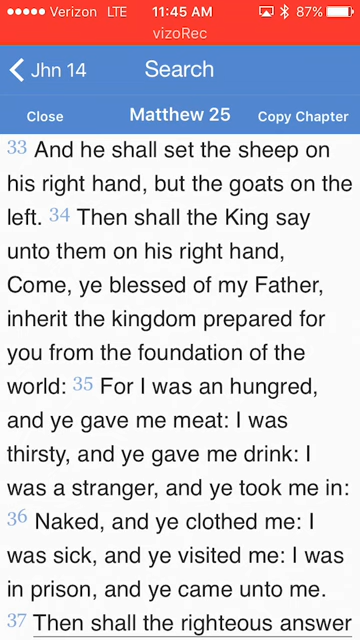 Verizon LTE 11:45 AM 87%
vizoRec
Jhn 14 Search
Close Matthew 25 Copy Chapter
33 And he shall set the sheep on
his right hand, but the goats on the
left. 34 Then shall the King say
unto them on his right hand,
Come, ye blessed of my Father,
inherit the kingdom prepared for
you from the foundation of the
world: 35 For I was an hungred,
and ye gave me meat: I was
thirsty, and ye gave me drink: I
was a stranger, and ye took me in:
36 Naked, and ye clothed me: I
was sick, and ye visited me: I was
in prison, and ye came unto me.
37 Then shall the righteous answer